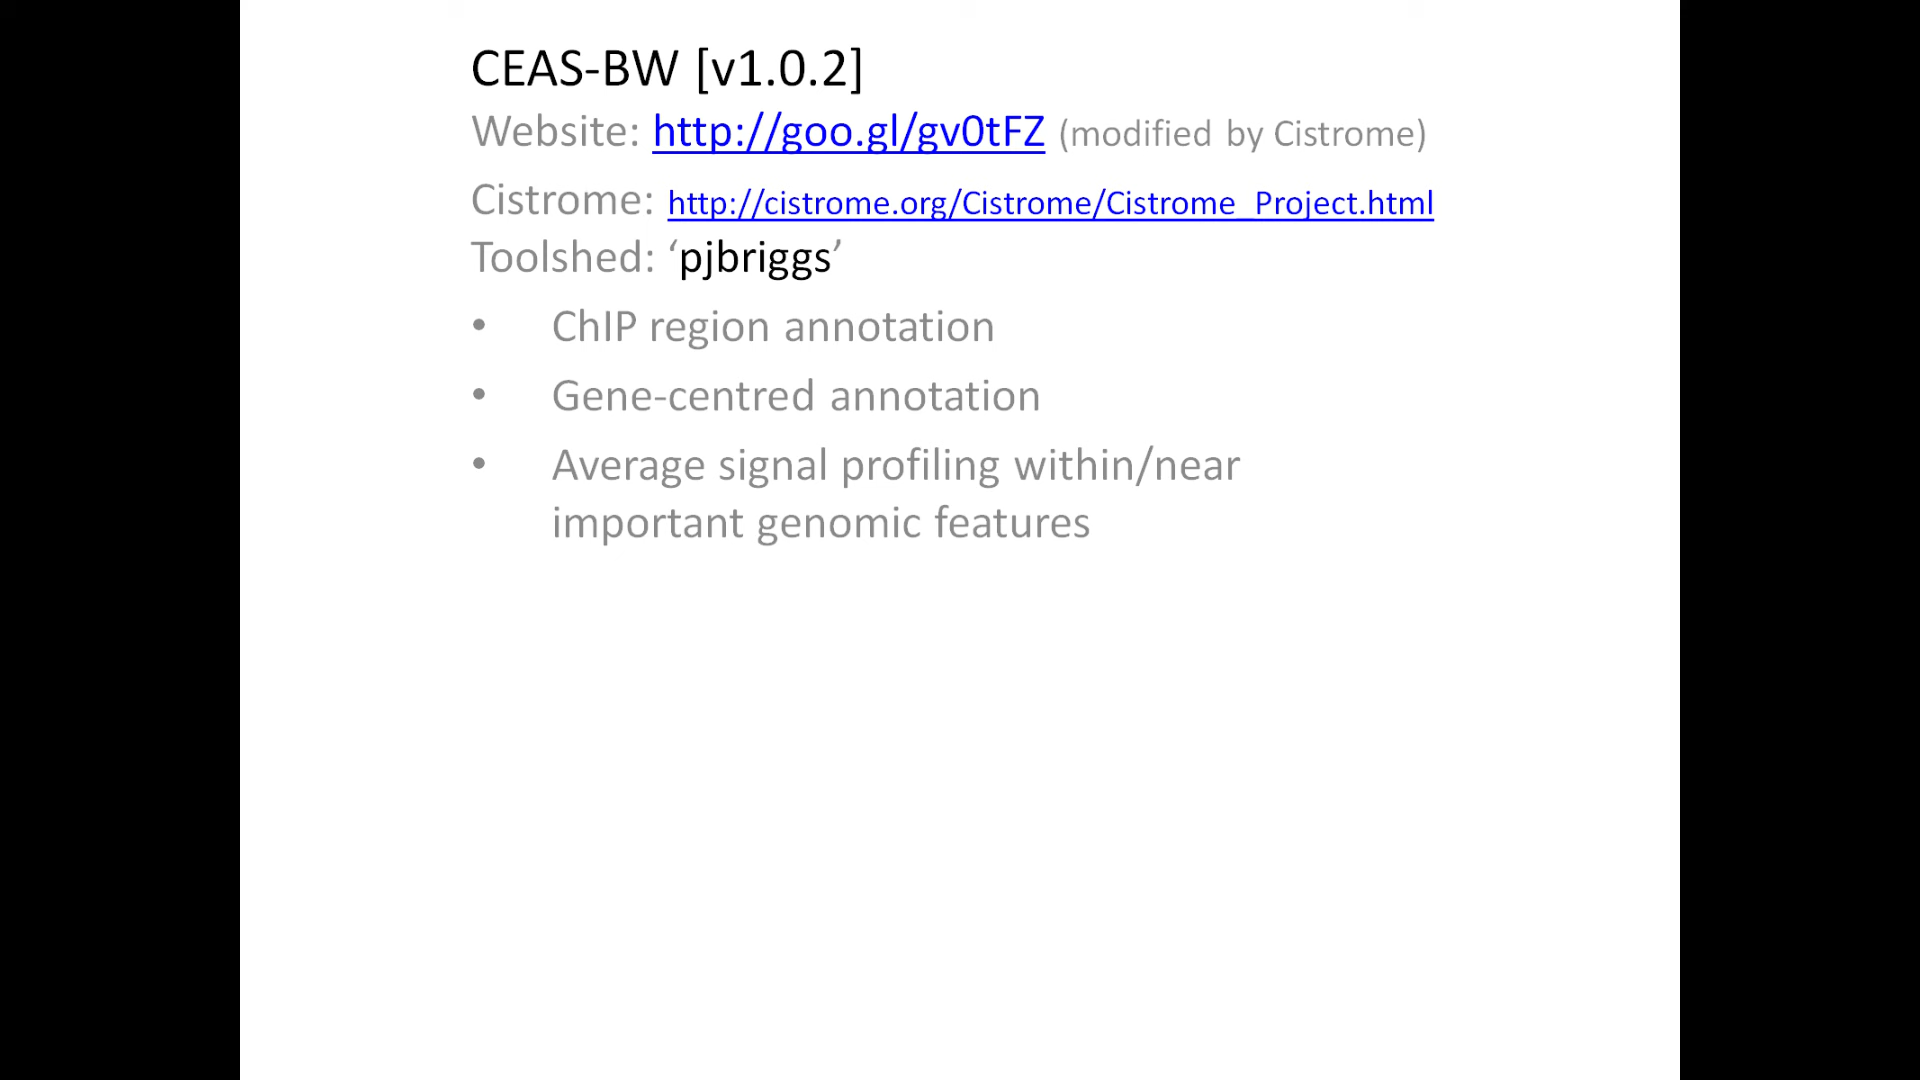 CEAS-BW [v1.0.2]
Website: http://goo.gl/gv0tFZ (modified by Cistrome)
Cistrome: http://cistrome.org/Cistrome/Cistrome_Project.html
Toolshed: ‘pjbriggs’
• ChIP region annotation
• Gene-centred annotation
• Average signal profiling within/near
important genomic features